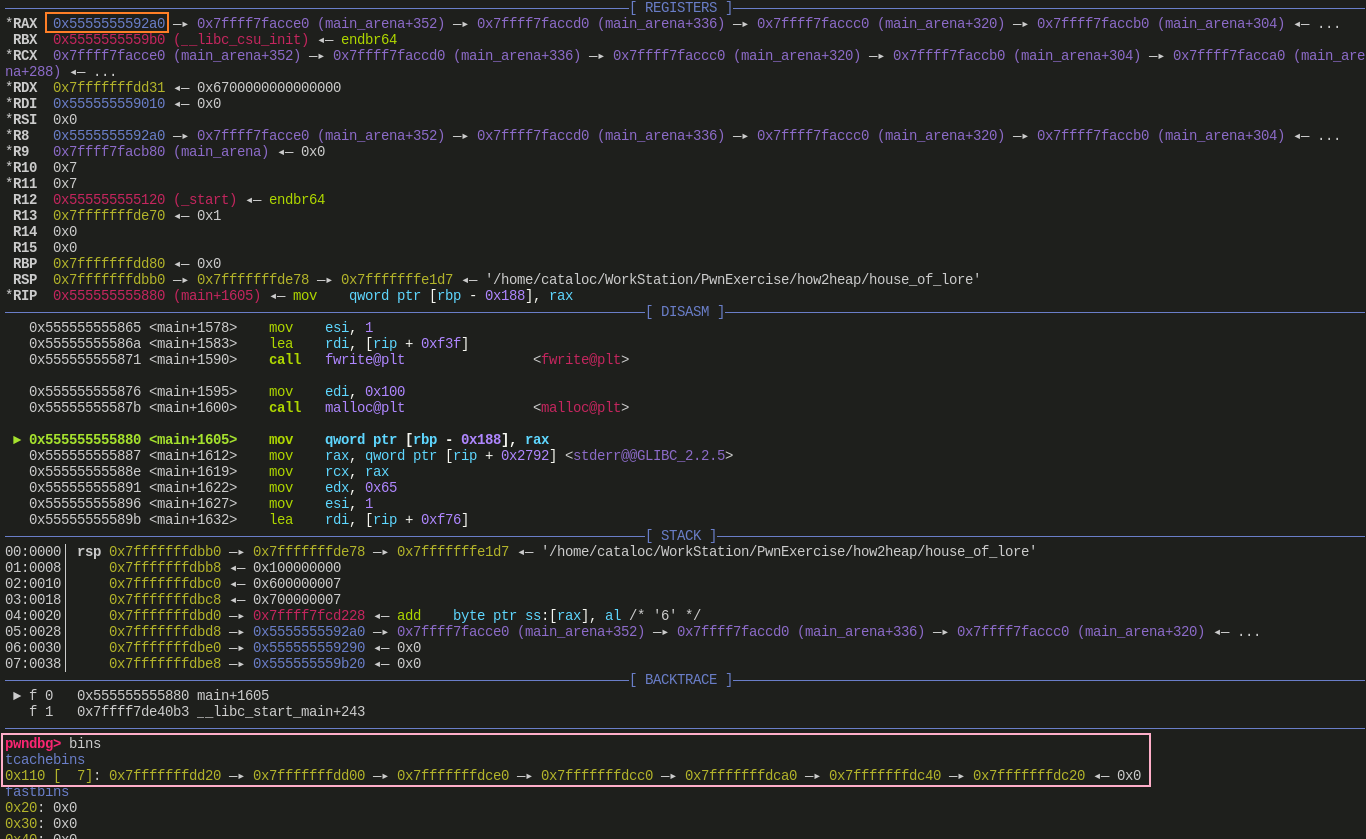 [ REGISTERS ]
*RAX 0x5555555592a0 —▸ 0x7ffff7facce0 (main_arena+352) —▸ 0x7ffff7faccd0 (main_arena+336) —▸ 0x7ffff7faccc0 (main_arena+320) —▸ 0x7ffff7faccb0 (main_arena+304) ◂— ...
RBX 0x5555555559b0 (__libc_csu_init) ◂— endbr64
*RCX 0x7ffff7facce0 (main_arena+352) —▸ 0x7ffff7faccd0 (main_arena+336) —▸ 0x7ffff7faccc0 (main_arena+320) —▸ 0x7ffff7faccb0 (main_arena+304) —▸ 0x7ffff7facca0 (main_are
na+288) ◂— ...
*RDX 0x7fffffffdd31 ◂— 0x6700000000000000
*RDI 0x555555559010 ◂— 0x0
*RSI 0x0
*R8 0x5555555592a0 —▸ 0x7ffff7facce0 (main_arena+352) —▸ 0x7ffff7faccd0 (main_arena+336) —▸ 0x7ffff7faccc0 (main_arena+320) —▸ 0x7ffff7faccb0 (main_arena+304) ◂— ...
*R9 0x7ffff7facb80 (main_arena) ◂— 0x0
*R10 0x7
*R11 0x7
R12 0x555555555120 (_start) ◂— endbr64
R13 0x7fffffffde70 ◂— 0x1
R14 0x0
R15 0x0
RBP 0x7fffffffdd80 ◂— 0x0
RSP 0x7fffffffdbb0 —▸ 0x7fffffffde78 —▸ 0x7fffffffe1d7 ◂— '/home/cataloc/WorkStation/PwnExercise/how2heap/house_of_lore'
*RIP 0x555555555880 (main+1605) ◂— mov qword ptr [rbp - 0x188], rax
[ DISASM ]
0x555555555865 <main+1578> mov esi, 1
0x55555555586a <main+1583> lea rdi, [rip + 0xf3f]
0x555555555871 <main+1590> call fwrite@plt <fwrite@plt>
0x555555555876 <main+1595> mov edi, 0x100
0x55555555587b <main+1600> call malloc@plt <malloc@plt>
► 0x555555555880 <main+1605> mov qword ptr [rbp - 0x188], rax
0x555555555887 <main+1612> mov rax, qword ptr [rip + 0x2792] <stderr@@GLIBC_2.2.5>
0x55555555588e <main+1619> mov rcx, rax
0x555555555891 <main+1622> mov edx, 0x65
0x555555555896 <main+1627> mov esi, 1
0x55555555589b <main+1632> lea rdi, [rip + 0xf76]
[ STACK ]
00:0000│ rsp 0x7fffffffdbb0 —▸ 0x7fffffffde78 —▸ 0x7fffffffe1d7 ◂— '/home/cataloc/WorkStation/PwnExercise/how2heap/house_of_lore'
01:0008│ 0x7fffffffdbb8 ◂— 0x100000000
02:0010│ 0x7fffffffdbc0 ◂— 0x600000007
03:0018│ 0x7fffffffdbc8 ◂— 0x700000007
04:0020│ 0x7fffffffdbd0 —▸ 0x7ffff7fcd228 ◂— add byte ptr ss:[rax], al /* '6' */
05:0028│ 0x7fffffffdbd8 —▸ 0x5555555592a0 —▸ 0x7ffff7facce0 (main_arena+352) —▸ 0x7ffff7faccd0 (main_arena+336) —▸ 0x7ffff7faccc0 (main_arena+320) ◂— ...
06:0030│ 0x7fffffffdbe0 —▸ 0x555555559290 ◂— 0x0
07:0038│ 0x7fffffffdbe8 —▸ 0x555555559b20 ◂— 0x0
[ BACKTRACE ]
► f 0 0x555555555880 main+1605
f 1 0x7ffff7de40b3 __libc_start_main+243
pwndbg> bins
tcachebins
0x110 [ 7]: 0x7fffffffdd20 —▸ 0x7fffffffdd00 —▸ 0x7fffffffdce0 —▸ 0x7fffffffdcc0 —▸ 0x7fffffffdca0 —▸ 0x7fffffffdc40 —▸ 0x7fffffffdc20 ◂— 0x0
fastbins
0x20: 0x0
0x30: 0x0
0x40: 0x0